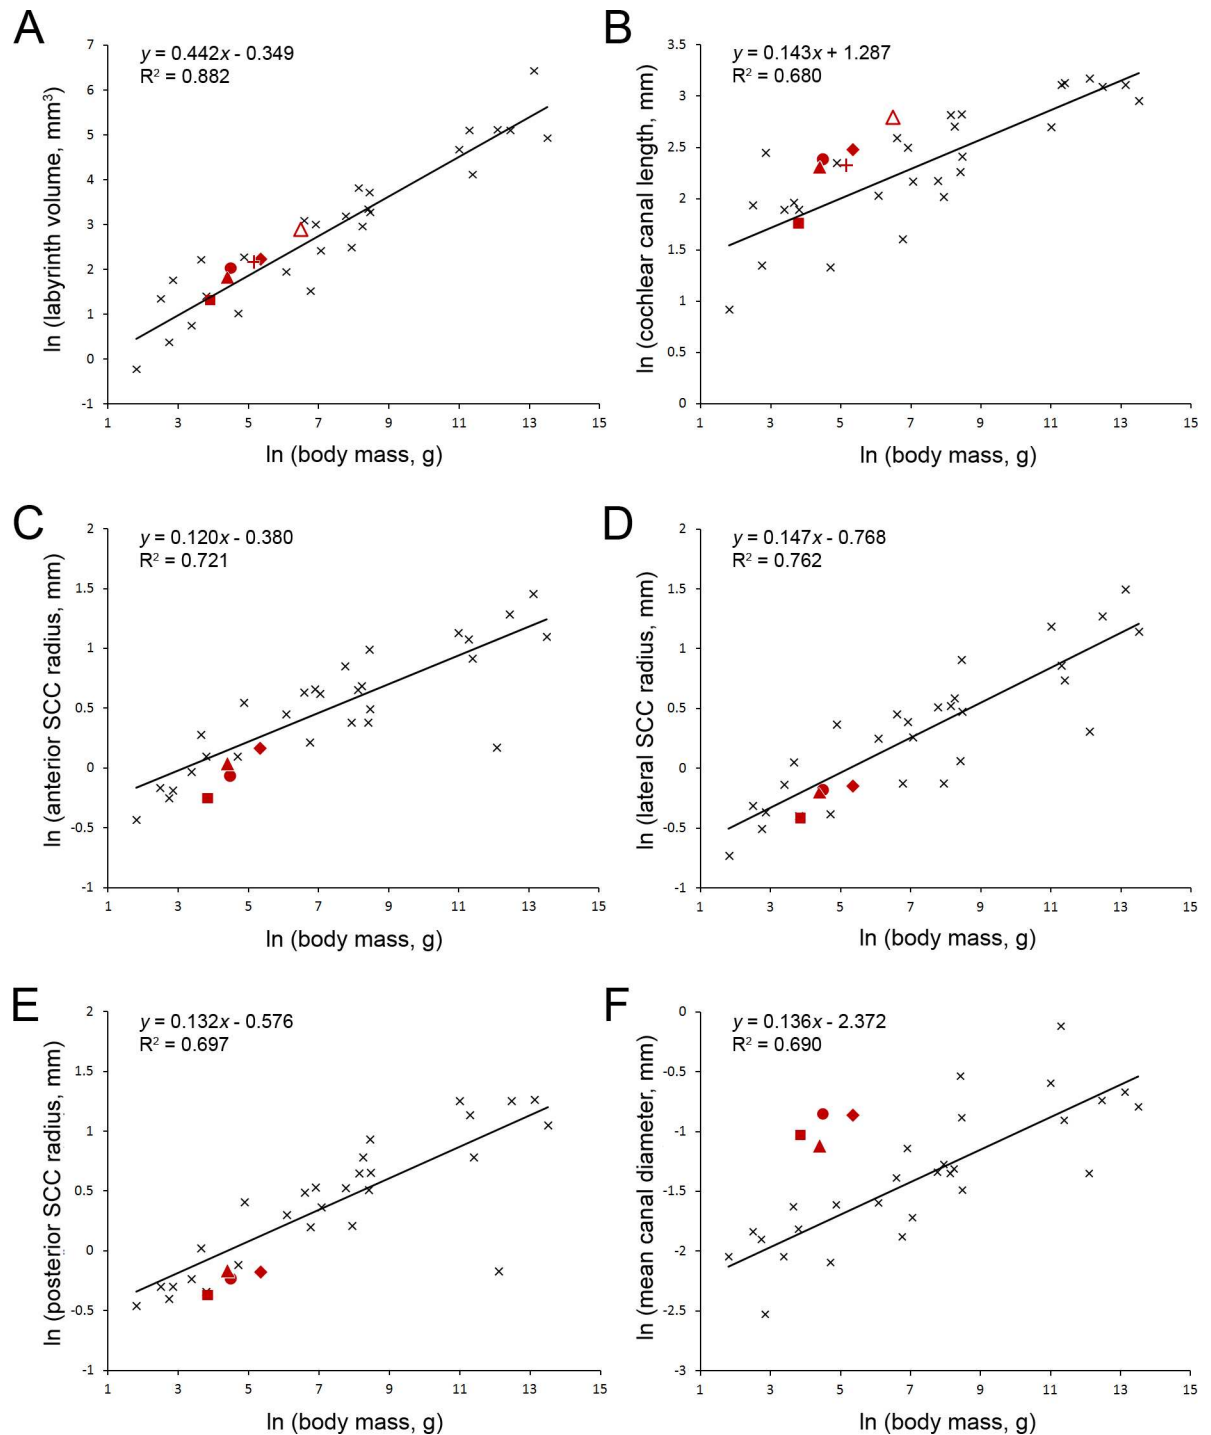 A
y = 0.442x - 0.349
R² = 0.882
ln (labyrinth volume, mm³)
7
6
5
4
3
2
1
0
-1
1 3 5 7 9 11 13 15
ln (body mass, g)
B
y = 0.143x + 1.287
R² = 0.680
ln (cochlear canal length, mm)
3.5
3
2.5
2
1.5
1
0.5
0
1 3 5 7 9 11 13 15
ln (body mass, g)
C
y = 0.120x - 0.380
R² = 0.721
ln (anterior SCC radius, mm)
2
1.5
1
0.5
0
-0.5
-1
1 3 5 7 9 11 13 15
ln (body mass, g)
D
y = 0.147x - 0.768
R² = 0.762
ln (lateral SCC radius, mm)
2
1.5
1
0.5
0
-0.5
-1
1 3 5 7 9 11 13 15
ln (body mass, g)
E
y = 0.132x - 0.576
R² = 0.697
ln (posterior SCC radius, mm)
2
1.5
1
0.5
0
-0.5
-1
1 3 5 7 9 11 13 15
ln (body mass, g)
F
y = 0.136x - 2.372
R² = 0.690
ln (mean canal diameter, mm)
0
-0.5
-1
-1.5
-2
-2.5
-3
1 3 5 7 9 11 13 15
ln (body mass, g)